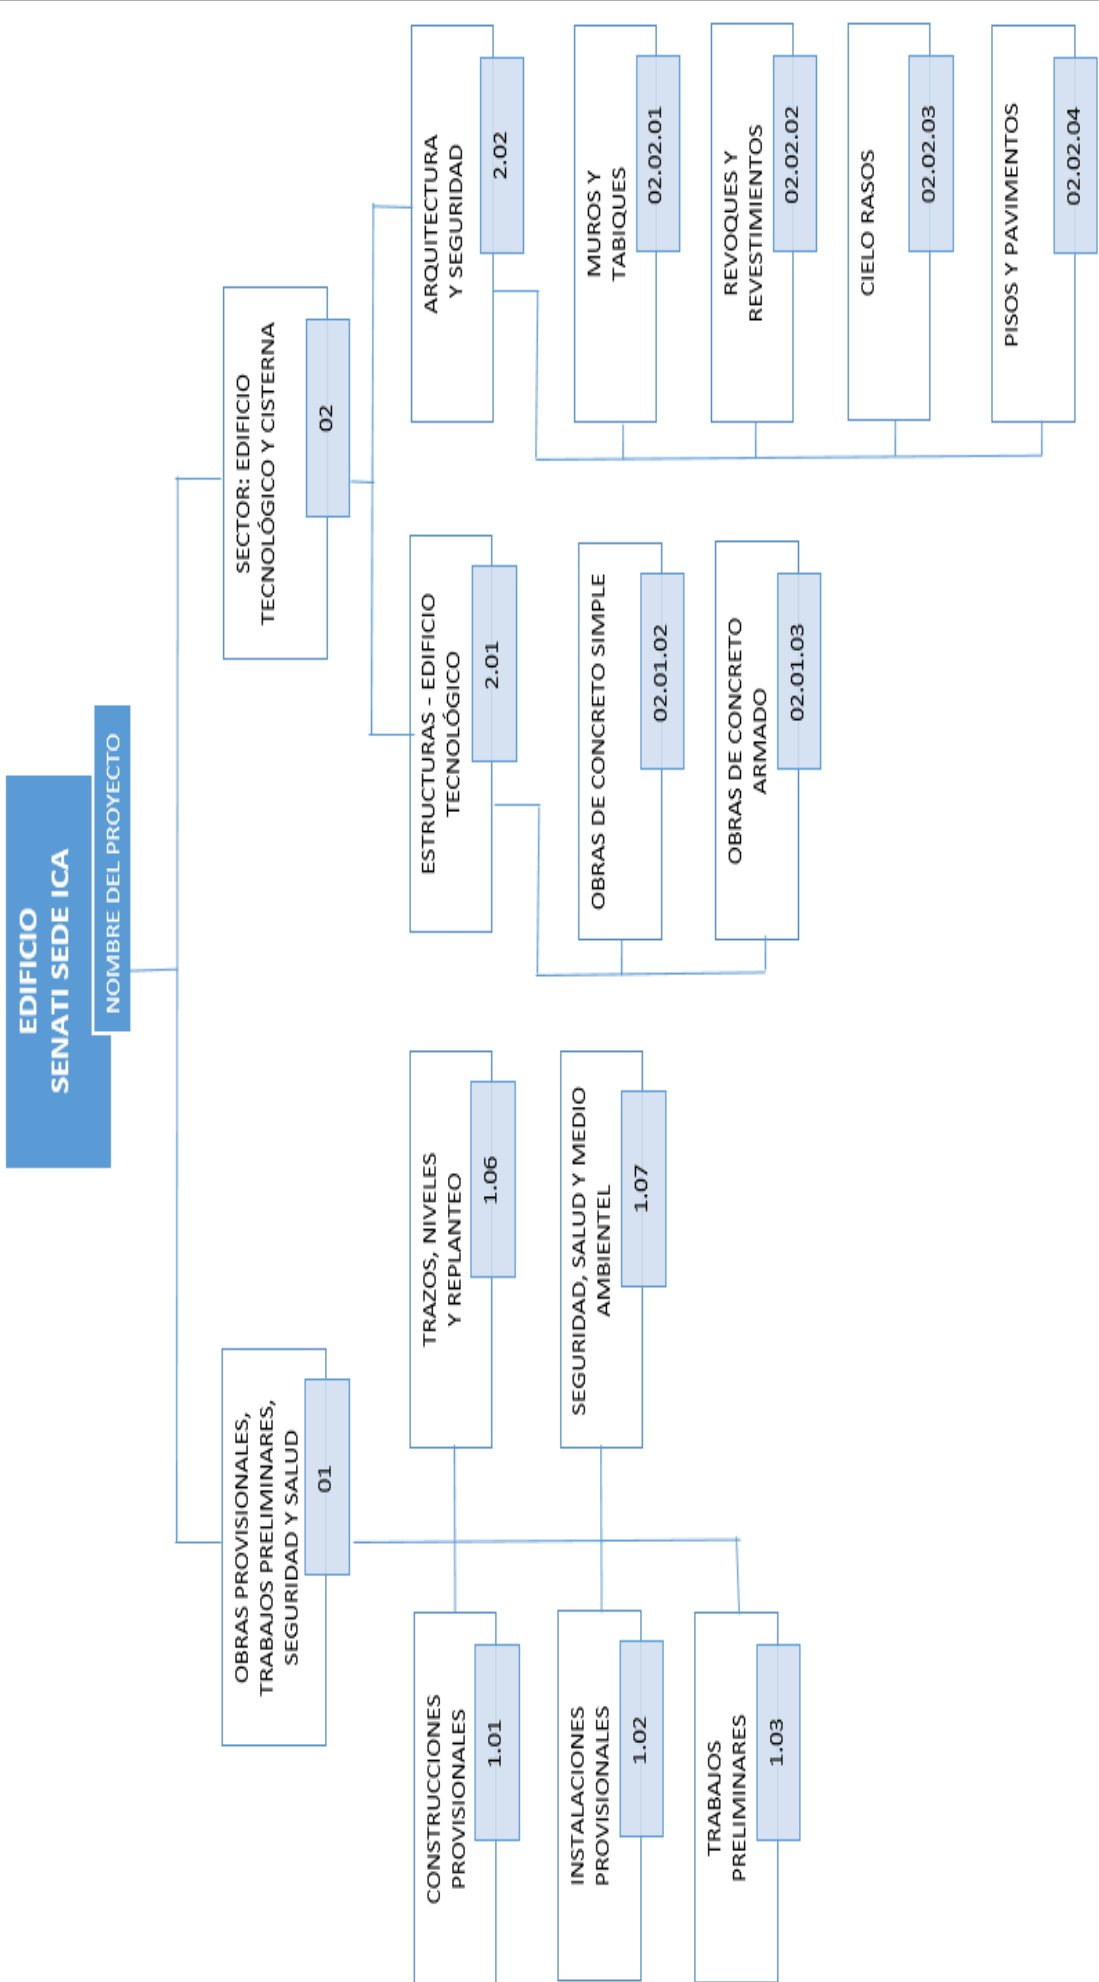 EDIFICIO
SENATI SEDE ICA
NOMBRE DEL PROYECTO
OBRAS PROVISIONALES,
TRABAJOS PRELIMINARES,
SEGURIDAD Y SALUD
01
CONSTRUCCIONES
PROVISIONALES
1.01
INSTALACIONES
PROVISIONALES
1.02
TRABAJOS
PRELIMINARES
1.03
TRAZOS, NIVELES
Y REPLANTEO
1.06
SEGURIDAD, SALUD Y MEDIO
AMBIENTEL
1.07
SECTOR: EDIFICIO
TECNOLÓGICO Y CISTERNA
02
ESTRUCTURAS - EDIFICIO
TECNOLÓGICO
2.01
OBRAS DE CONCRETO SIMPLE
02.01.02
OBRAS DE CONCRETO
ARMADO
02.01.03
ARQUITECTURA
Y SEGURIDAD
2.02
MUROS Y
TABIQUES
02.02.01
REVOQUES Y
REVESTIMIENTOS
02.02.02
CIELO RASOS
02.02.03
PISOS Y PAVIMENTOS
02.02.04